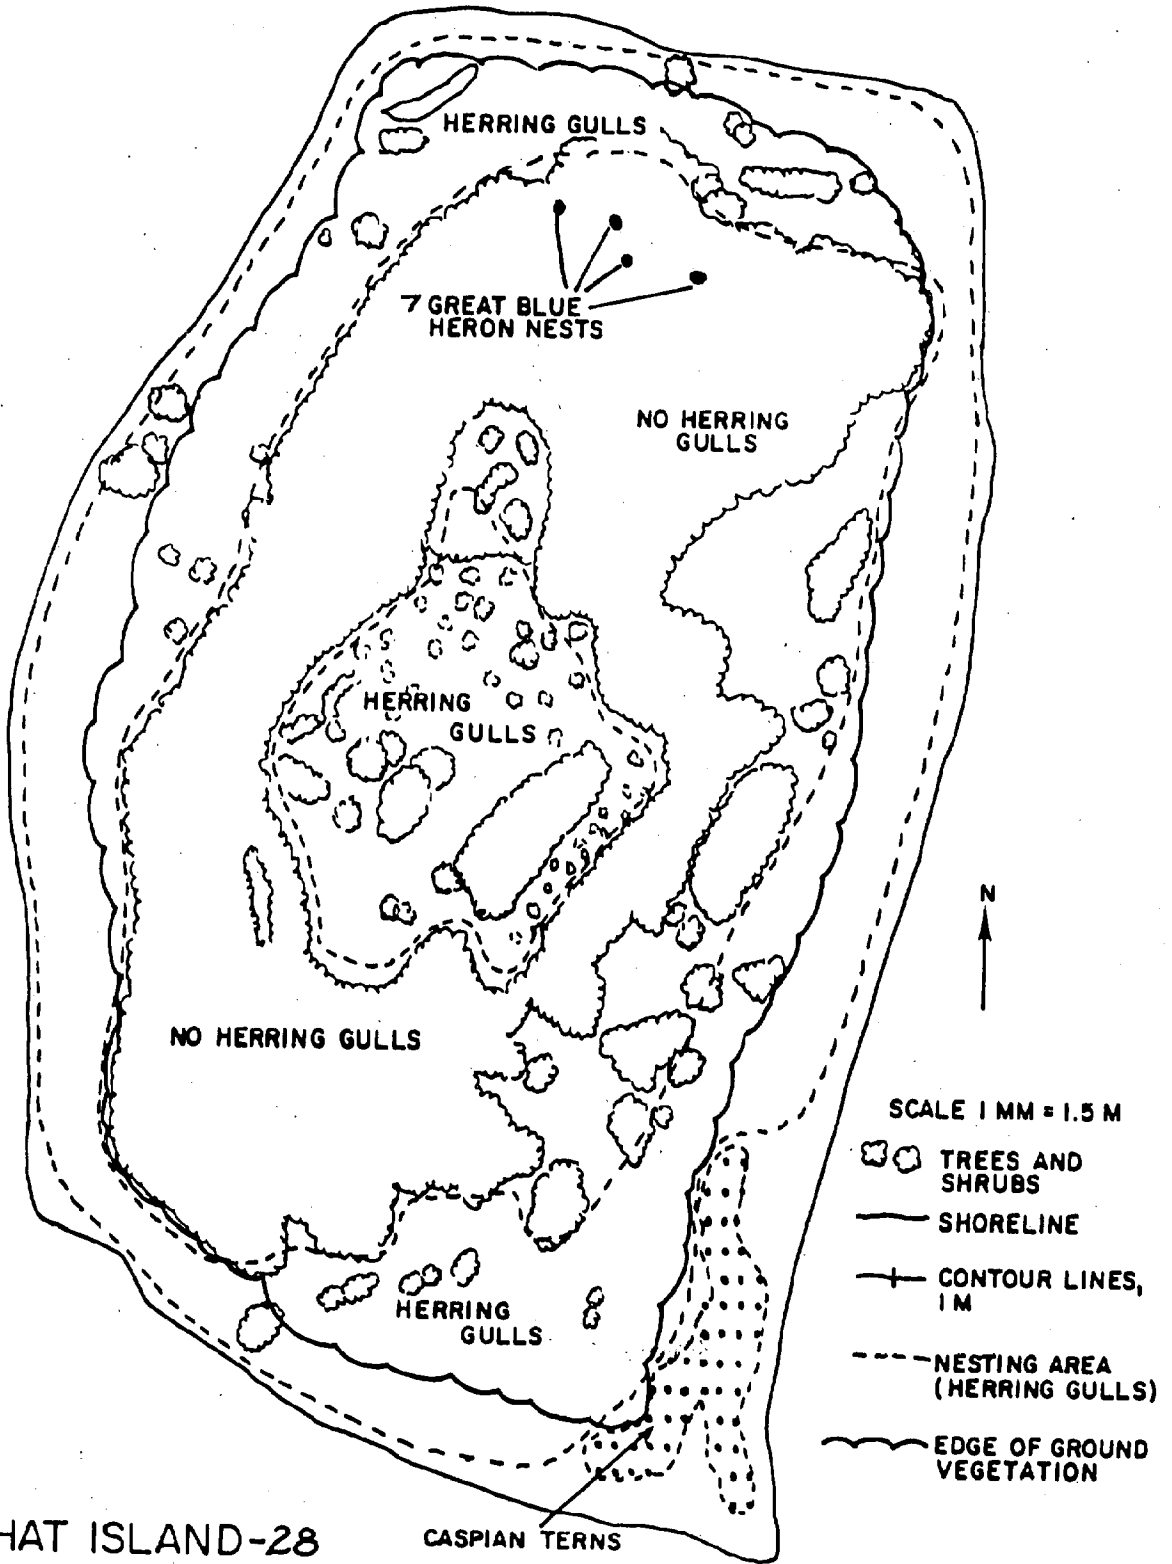 HERRING GULLS
7 GREAT BLUE
HERON NESTS
NO HERRING
GULLS
HERRING
GULLS
NO HERRING GULLS
N
SCALE 1 MM = 1.5 M
TREES AND
SHRUBS
SHORELINE
CONTOUR LINES,
1 M
NESTING AREA
(HERRING GULLS)
EDGE OF GROUND
VEGETATION
HERRING
GULLS
CASPIAN TERNS
HAT ISLAND-28